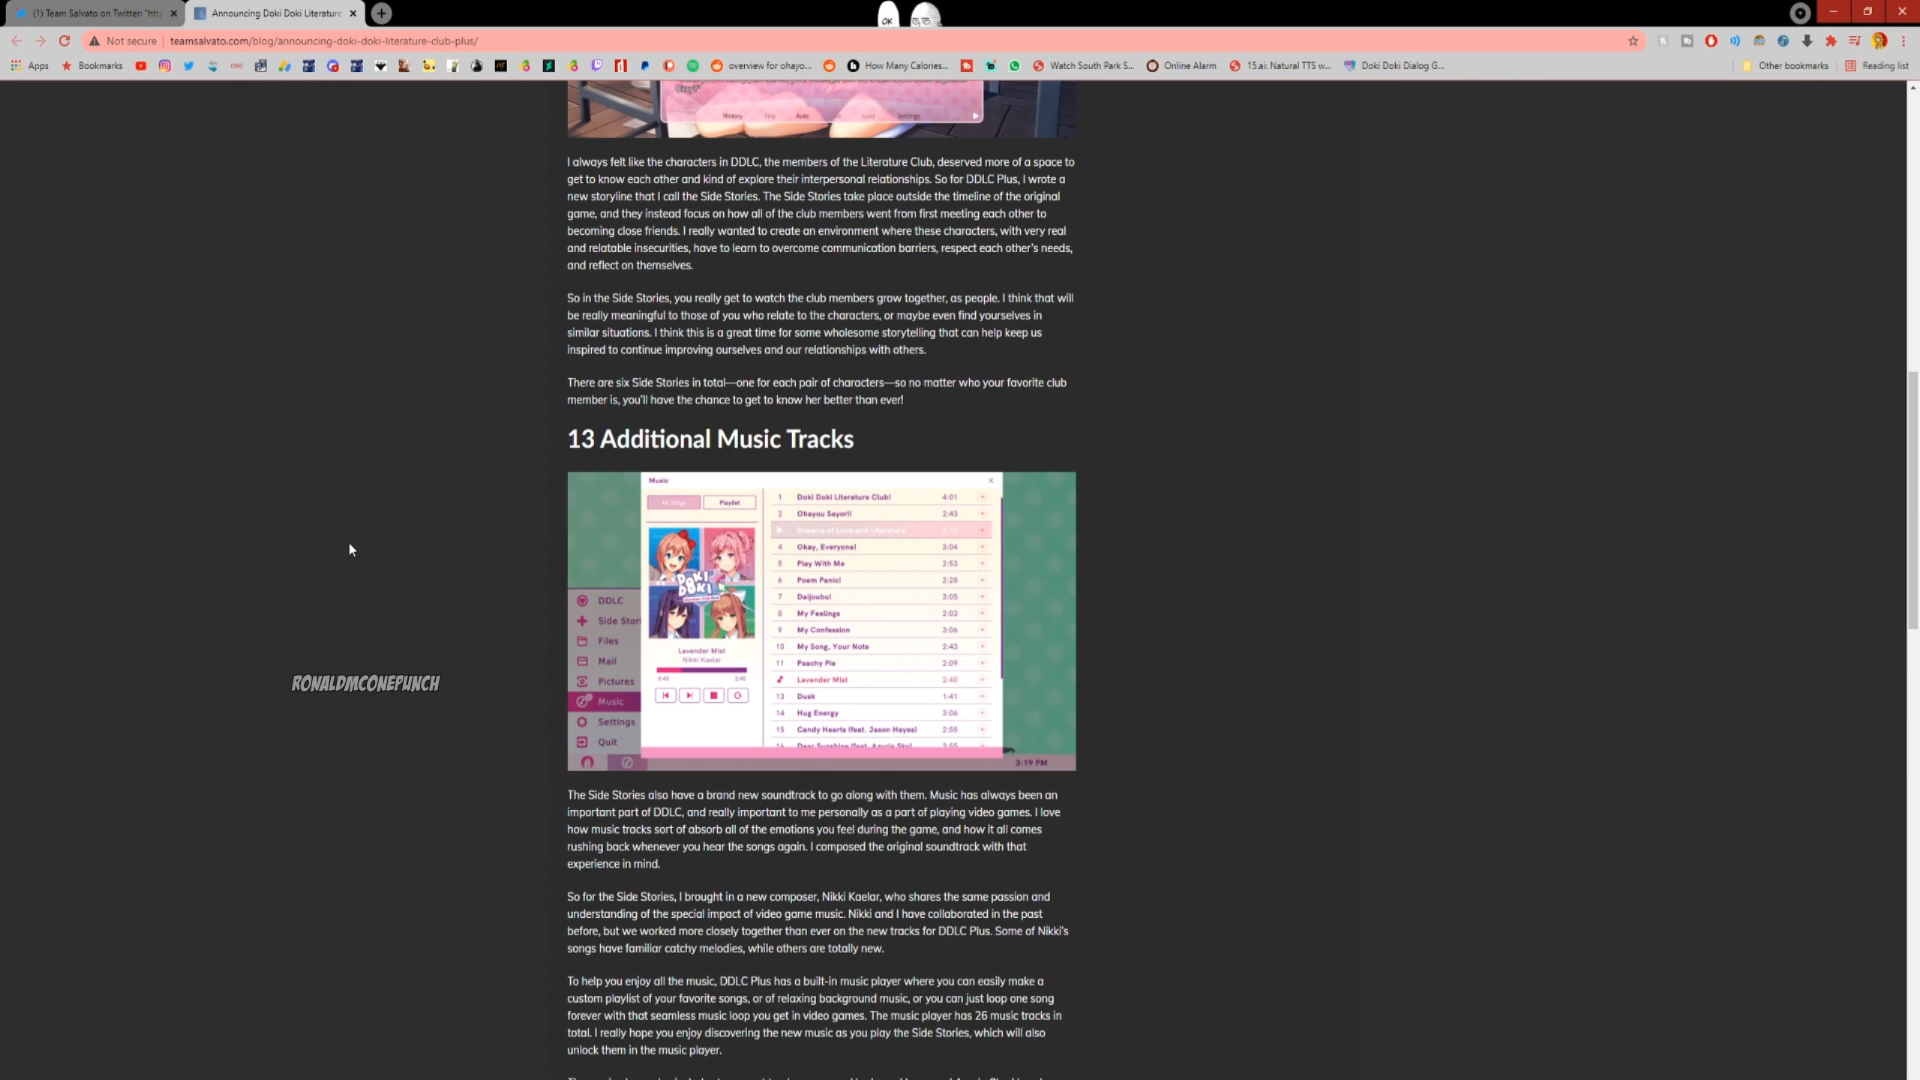 (1) Team Salvato on Twitter: "htt
Announcing Doki Doki Literature
OK
Not secure
teamsalvato.com/blog/announcing-doki-doki-literature-club-plus/
Apps
Bookmarks
overview for ohayo...
How Many Calories...
Watch South Park S...
Online Alarm
15.ai: Natural TTS w...
Doki Doki Dialog G...
Other bookmarks
Reading list
Okay?"
History Skip Auto Load Settings
I always felt like the characters in DDLC, the members of the Literature Club, deserved more of a space to
get to know each other and kind of explore their interpersonal relationships. So for DDLC Plus, I wrote a
new storyline that I call the Side Stories. The Side Stories take place outside the timeline of the original
game, and they instead focus on how all of the club members went from first meeting each other to
becoming close friends. I really wanted to create an environment where these characters, with very real
and relatable insecurities, have to learn to overcome communication barriers, respect each other's needs,
and reflect on themselves.
So in the Side Stories, you really get to watch the club members grow together, as people. I think that will
be really meaningful to those of you who relate to the characters, or maybe even find yourselves in
similar situations. I think this is a great time for some wholesome storytelling that can help keep us
inspired to continue improving ourselves and our relationships with others.
There are six Side Stories in total—one for each pair of characters—so no matter who your favorite club
member is, you'll have the chance to get to know her better than ever!
13 Additional Music Tracks
Music
All Songs
Playlist
DOKI DOKI
Lavender Mist
Nikki Kaelar
0:43 2:40
1 Doki Doki Literature Club! 4:01
2 Ohayou Sayori! 2:43
Dreams of Love and Literature
4 Okay, Everyone! 3:04
5 Play With Me 2:53
6 Poem Panic! 2:28
7 Daijoubu! 3:05
8 My Feelings 2:03
9 My Confession 3:06
10 My Song, Your Note 2:43
11 Peachy Pie 2:09
Lavender Mist 2:40
13 Dusk 1:41
14 Hug Energy 3:06
15 Candy Hearts (feat. Jason Hayes) 2:55
Dear Sunshine (feat. Azuria Sky) 3:55
DDLC
Side Stori
Files
Mail
Pictures
Music
Settings
Quit
3:19 PM
RONALDMCONEPUNCH
The Side Stories also have a brand new soundtrack to go along with them. Music has always been an
important part of DDLC, and really important to me personally as a part of playing video games. I love
how music tracks sort of absorb all of the emotions you feel during the game, and how it all comes
rushing back whenever you hear the songs again. I composed the original soundtrack with that
experience in mind.
So for the Side Stories, I brought in a new composer, Nikki Kaelar, who shares the same passion and
understanding of the special impact of video game music. Nikki and I have collaborated in the past
before, but we worked more closely together than ever on the new tracks for DDLC Plus. Some of Nikki's
songs have familiar catchy melodies, while others are totally new.
To help you enjoy all the music, DDLC Plus has a built-in music player where you can easily make a
custom playlist of your favorite songs, or of relaxing background music, or you can just loop one song
forever with that seamless music loop you get in video games. The music player has 26 music tracks in
total. I really hope you enjoy discovering the new music as you play the Side Stories, which will also
unlock them in the music player.